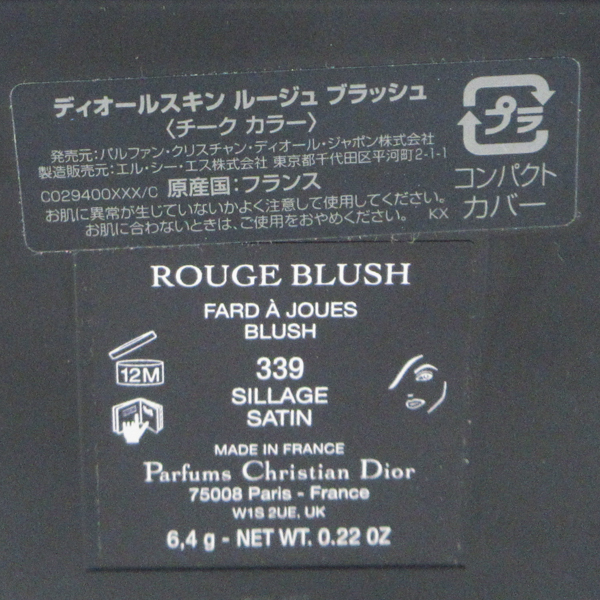 ディオールスキン ルージュ ブラッシュ
〈チーク カラー〉
発売元:パルファン・クリスチャン・ディオール・ジャポン株式会社
製造販売元:エル・シー・エス株式会社 東京都千代田区平河町2-1-1
C029400XXX/C 原産国:フランス
お肌に異常が生じていないかよく注意して使用してください。
お肌に合わないときは、ご使用をおやめください。 KX
プラ
コンパクト
カバー
ROUGE BLUSH
FARD À JOUES
BLUSH
12M
339
SILLAGE
SATIN
MADE IN FRANCE
Parfums Christian Dior
75008 Paris - France
W1S 2UE. UK
6,4 g - NET WT. 0.22 OZ